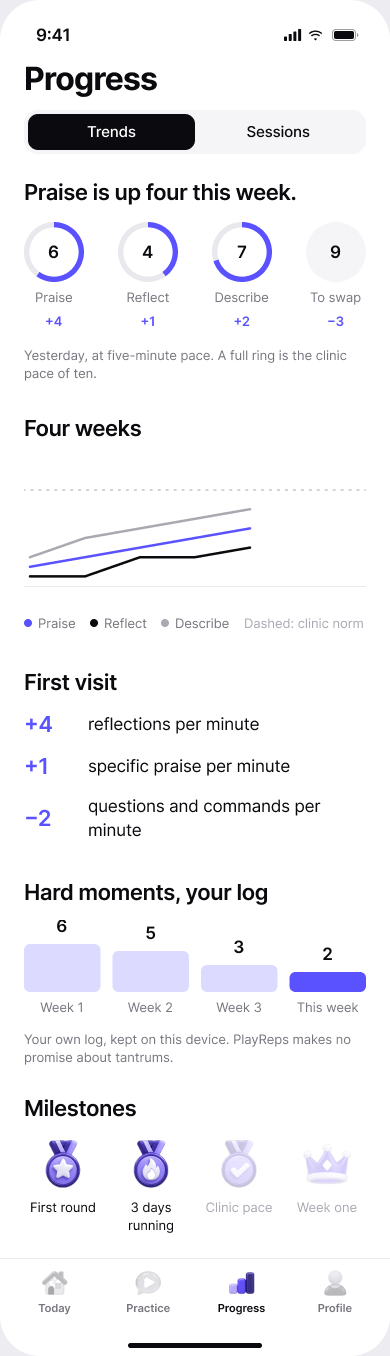 9:41
Progress
Trends
Sessions
Praise is up four this week.
6
4
7
9
Praise
Reflect
Describe
To swap
+4
+1
+2
−3
Yesterday, at five-minute pace. A full ring is the clinic
pace of ten.
Four weeks
Praise
Reflect
Describe
Dashed: clinic norm
First visit
+4
reflections per minute
+1
specific praise per minute
−2
questions and commands per
minute
Hard moments, your log
6
5
3
2
Week 1
Week 2
Week 3
This week
Your own log, kept on this device. PlayReps makes no
promise about tantrums.
Milestones
First round
3 days
running
Clinic pace
Week one
Today
Practice
Progress
Profile